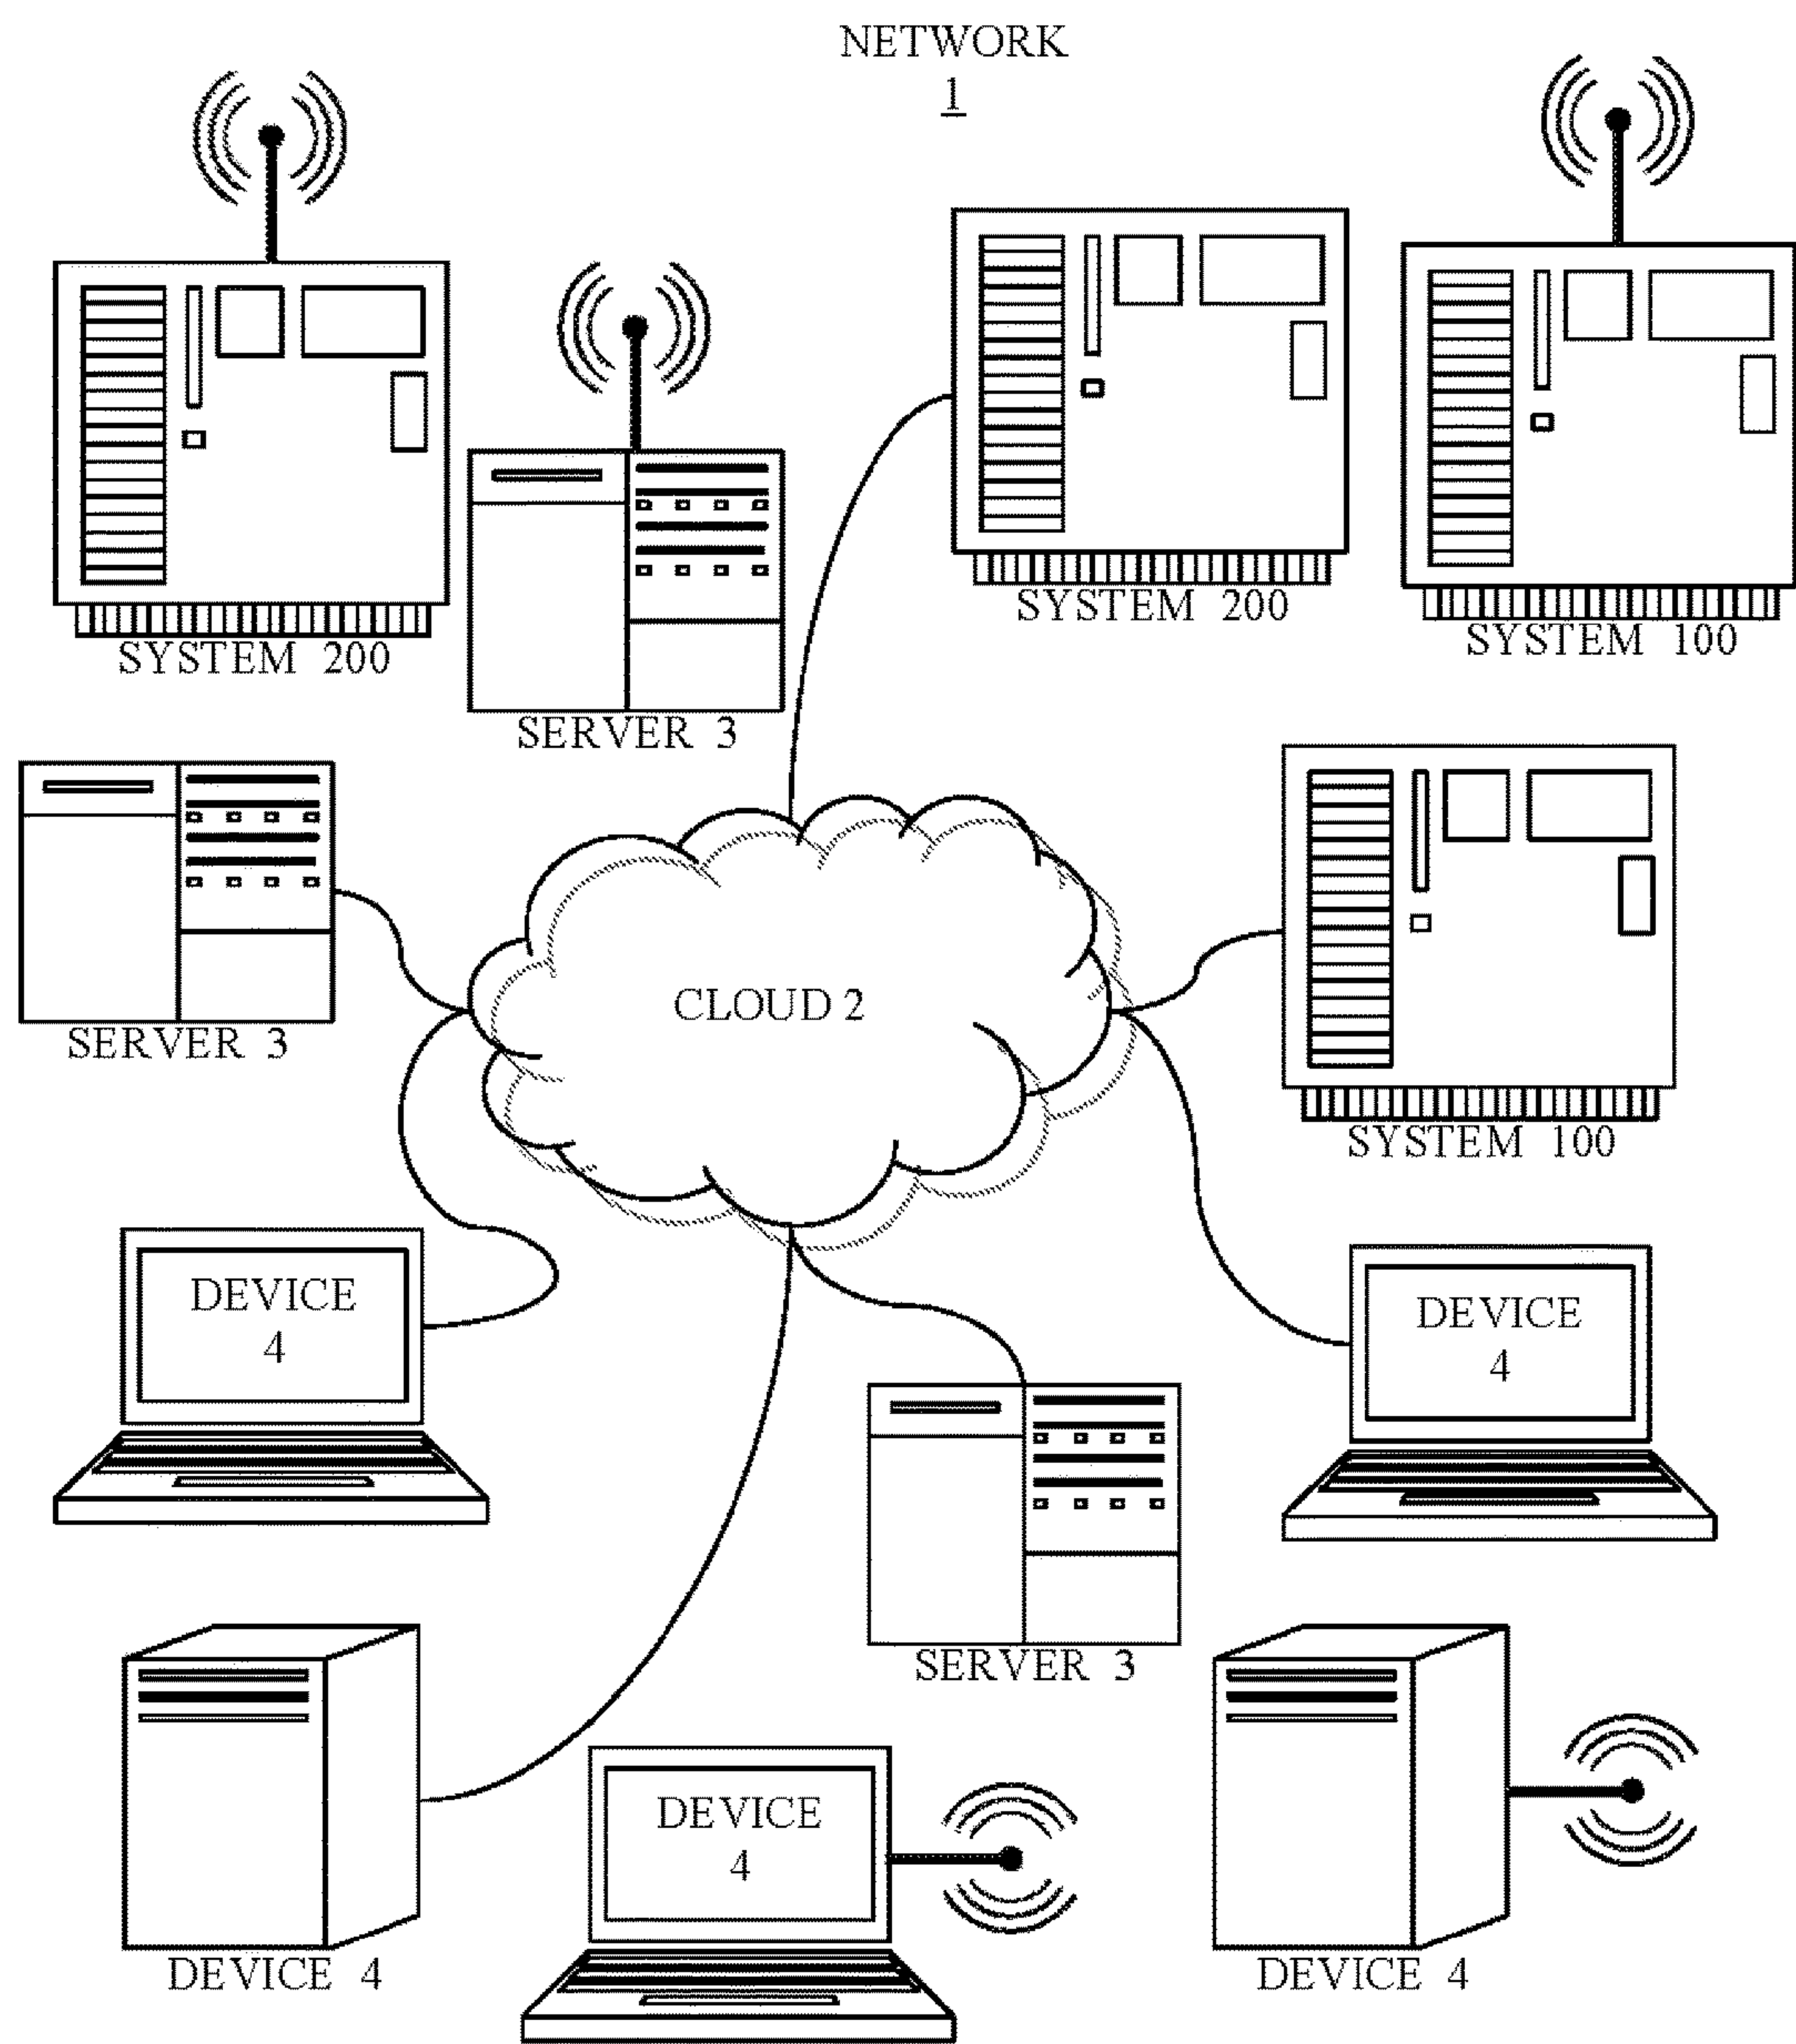 NETWORK
1
SYSTEM 200
SYSTEM 200
SYSTEM 100
SERVER 3
SERVER 3
CLOUD 2
SYSTEM 100
DEVICE
4
DEVICE
4
SERVER 3
DEVICE 4
DEVICE
4
DEVICE 4